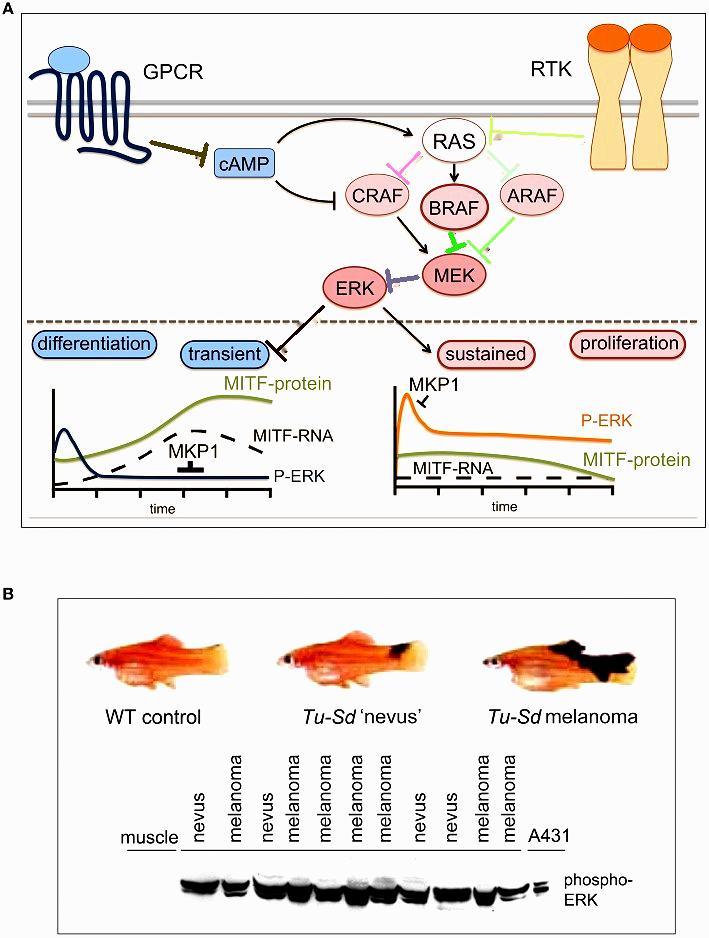 A
GPCR
RTK
cAMP
RAS
CRAF
BRAF
ARAF
MEK
ERK
differentiation
transient
sustained
proliferation
MITF-protein
MITF-RNA
MKP1
P-ERK
time
MKP1
P-ERK
MITF-protein
MITF-RNA
time
B
WT control
Tu-Sd 'nevus'
Tu-Sd melanoma
muscle
nevus
melanoma
nevus
melanoma
melanoma
melanoma
melanoma
nevus
nevus
melanoma
melanoma
A431
phospho-
ERK